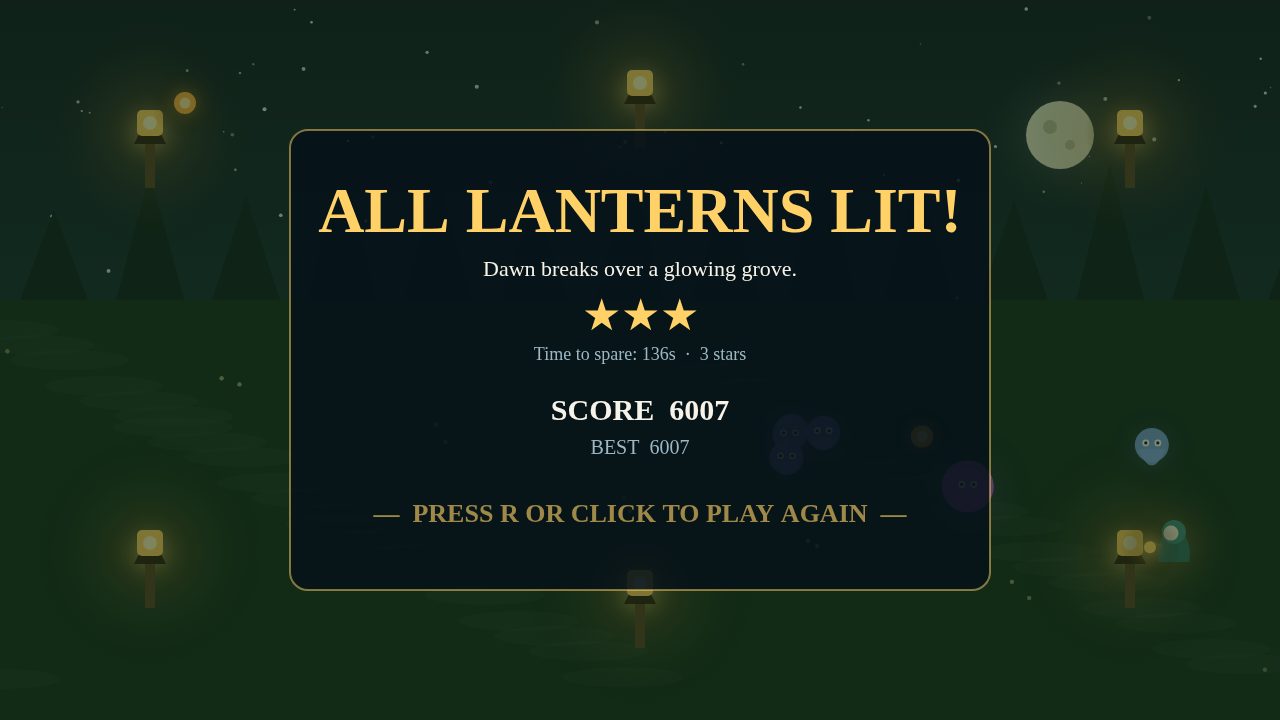 ALL LANTERNS LIT!
Dawn breaks over a glowing grove.
★★★
Time to spare: 136s · 3 stars
SCORE 6007
BEST 6007
— PRESS R OR CLICK TO PLAY AGAIN —